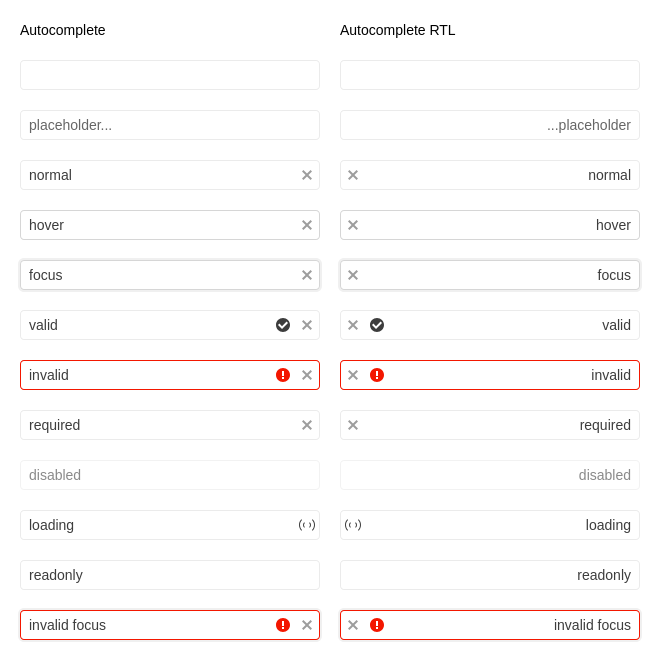 Autocomplete
Autocomplete RTL
placeholder...
...placeholder
normal
normal
hover
hover
focus
focus
valid
valid
invalid
invalid
required
required
disabled
disabled
loading
loading
readonly
readonly
invalid focus
invalid focus